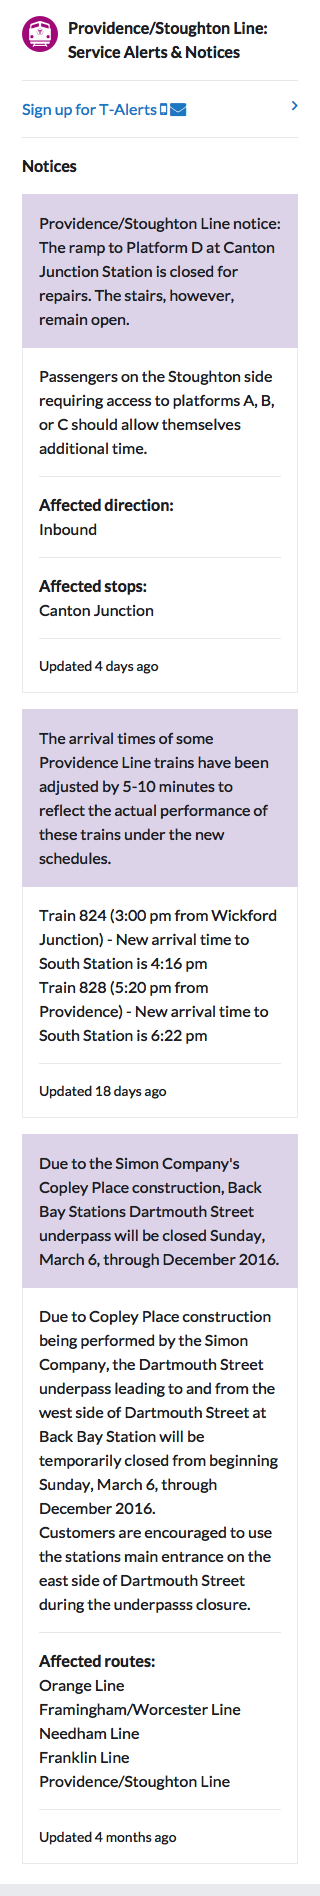 Providence/Stoughton Line:
Service Alerts & Notices
Sign up for T-Alerts
Notices
Providence/Stoughton Line notice:
The ramp to Platform D at Canton
Junction Station is closed for
repairs. The stairs, however,
remain open.
Passengers on the Stoughton side
requiring access to platforms A, B,
or C should allow themselves
additional time.
Affected direction:
Inbound
Affected stops:
Canton Junction
Updated 4 days ago
The arrival times of some
Providence Line trains have been
adjusted by 5-10 minutes to
reflect the actual performance of
these trains under the new
schedules.
Train 824 (3:00 pm from Wickford
Junction) - New arrival time to
South Station is 4:16 pm
Train 828 (5:20 pm from
Providence) - New arrival time to
South Station is 6:22 pm
Updated 18 days ago
Due to the Simon Company's
Copley Place construction, Back
Bay Stations Dartmouth Street
underpass will be closed Sunday,
March 6, through December 2016.
Due to Copley Place construction
being performed by the Simon
Company, the Dartmouth Street
underpass leading to and from the
west side of Dartmouth Street at
Back Bay Station will be
temporarily closed from beginning
Sunday, March 6, through
December 2016.
Customers are encouraged to use
the stations main entrance on the
east side of Dartmouth Street
during the underpasss closure.
Affected routes:
Orange Line
Framingham/Worcester Line
Needham Line
Franklin Line
Providence/Stoughton Line
Updated 4 months ago